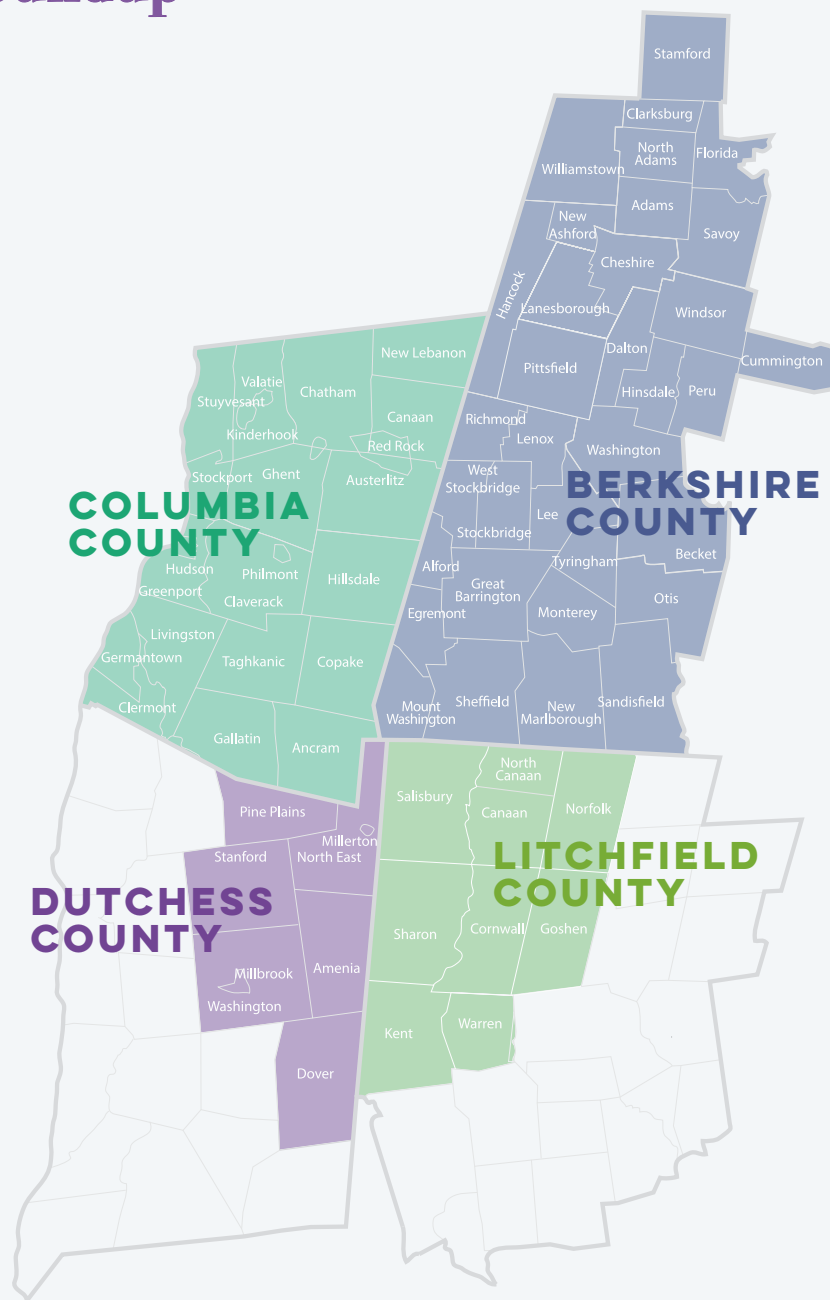 Stamford
Clarksburg
North
Adams
Florida
Williamstown
Adams
New
Ashford
Savoy
Cheshire
Hancock
Lanesborough
Windsor
Dalton
Pittsfield
Cummington
Hinsdale
Peru
New Lebanon
Valatie
Chatham
Stuyvesant
Canaan
Kinderhook
Red Rock
Richmond
Lenox
Washington
Stockport
Ghent
Austerlitz
West
Stockbridge
BERKSHIRE
COUNTY
COLUMBIA
COUNTY
Lee
Stockbridge
Becket
Tyringham
Alford
Hudson
Philmont
Hillsdale
Greenport
Claverack
Great
Barrington
Otis
Egremont
Monterey
Livingston
Germantown
Taghkanic
Copake
Clermont
Mount
Washington
Sheffield
New
Marlborough
Sandisfield
Gallatin
Ancram
North
Canaan
Salisbury
Canaan
Norfolk
Pine Plains
Millerton
North East
Stanford
LITCHFIELD
COUNTY
DUTCHESS
COUNTY
Sharon
Cornwall
Goshen
Amenia
Millbrook
Washington
Kent
Warren
Dover